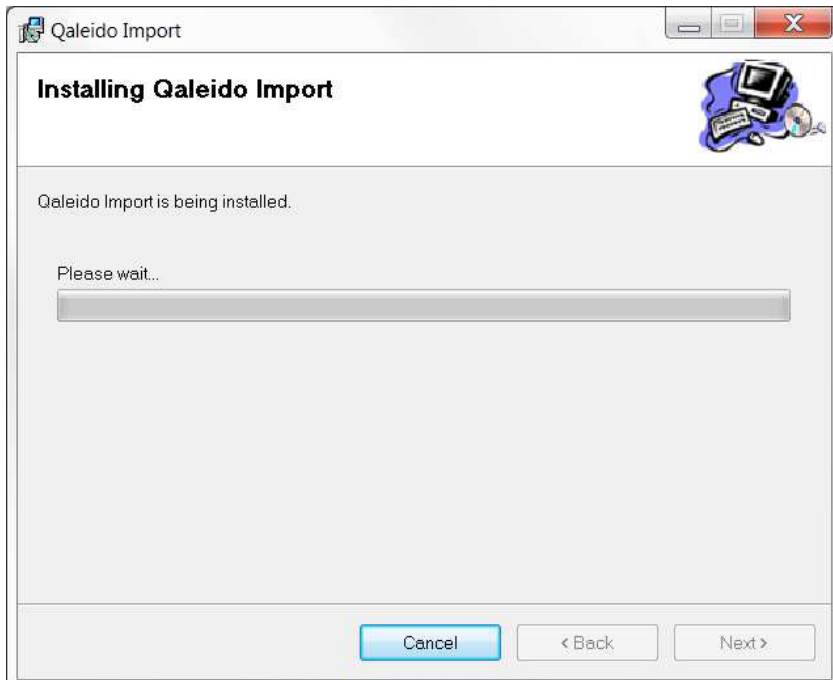 Qaleido Import
Installing Qaleido Import
Qaleido Import is being installed.
Please wait...
Cancel
< Back
Next >